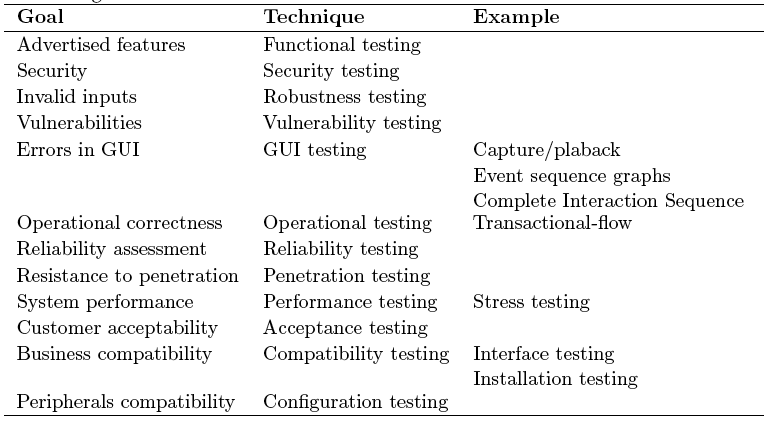 Goal Technique Example
Advertised features Functional testing
Security Security testing
Invalid inputs Robustness testing
Vulnerabilities Vulnerability testing
Errors in GUI GUI testing Capture/plaback
Event sequence graphs
Complete Interaction Sequence
Operational correctness Operational testing Transactional-flow
Reliability assessment Reliability testing
Resistance to penetration Penetration testing
System performance Performance testing Stress testing
Customer acceptability Acceptance testing
Business compatibility Compatibility testing Interface testing
Installation testing
Peripherals compatibility Configuration testing